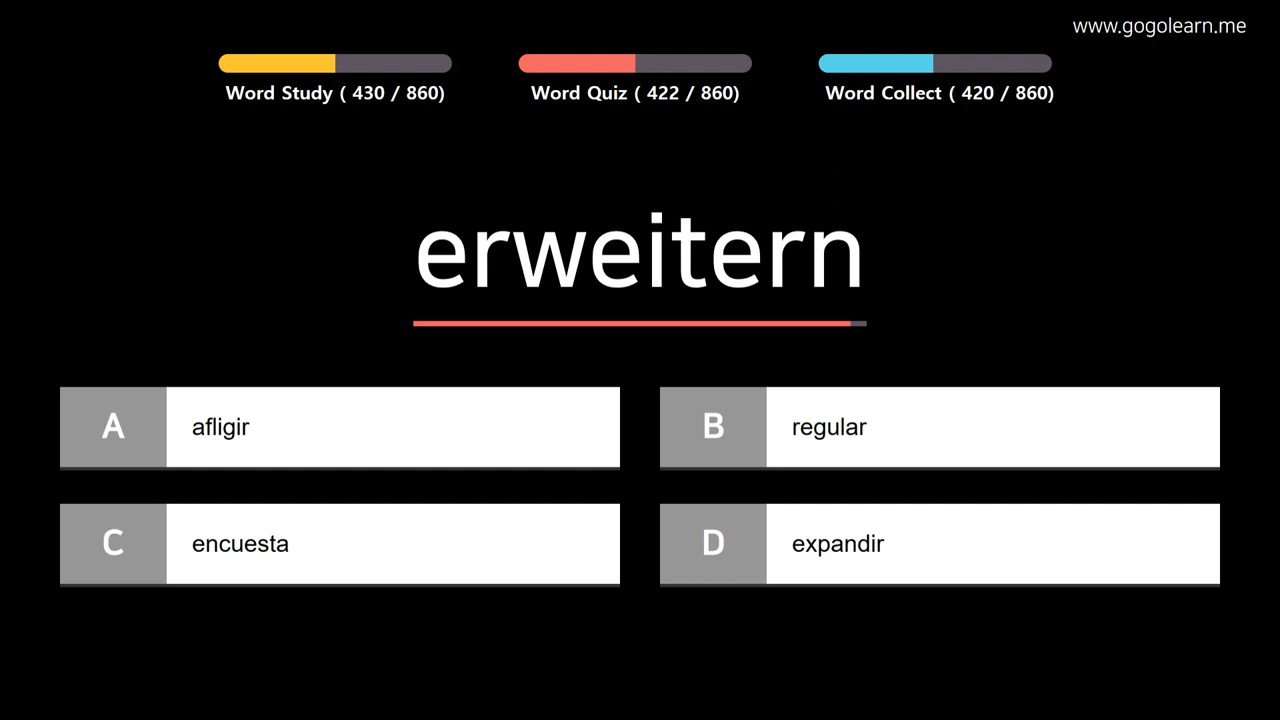 www.gogolearn.me
Word Study ( 430 / 860)
Word Quiz ( 422 / 860)
Word Collect ( 420 / 860)
erweitern
A
afligir
B
regular
C
encuesta
D
expandir